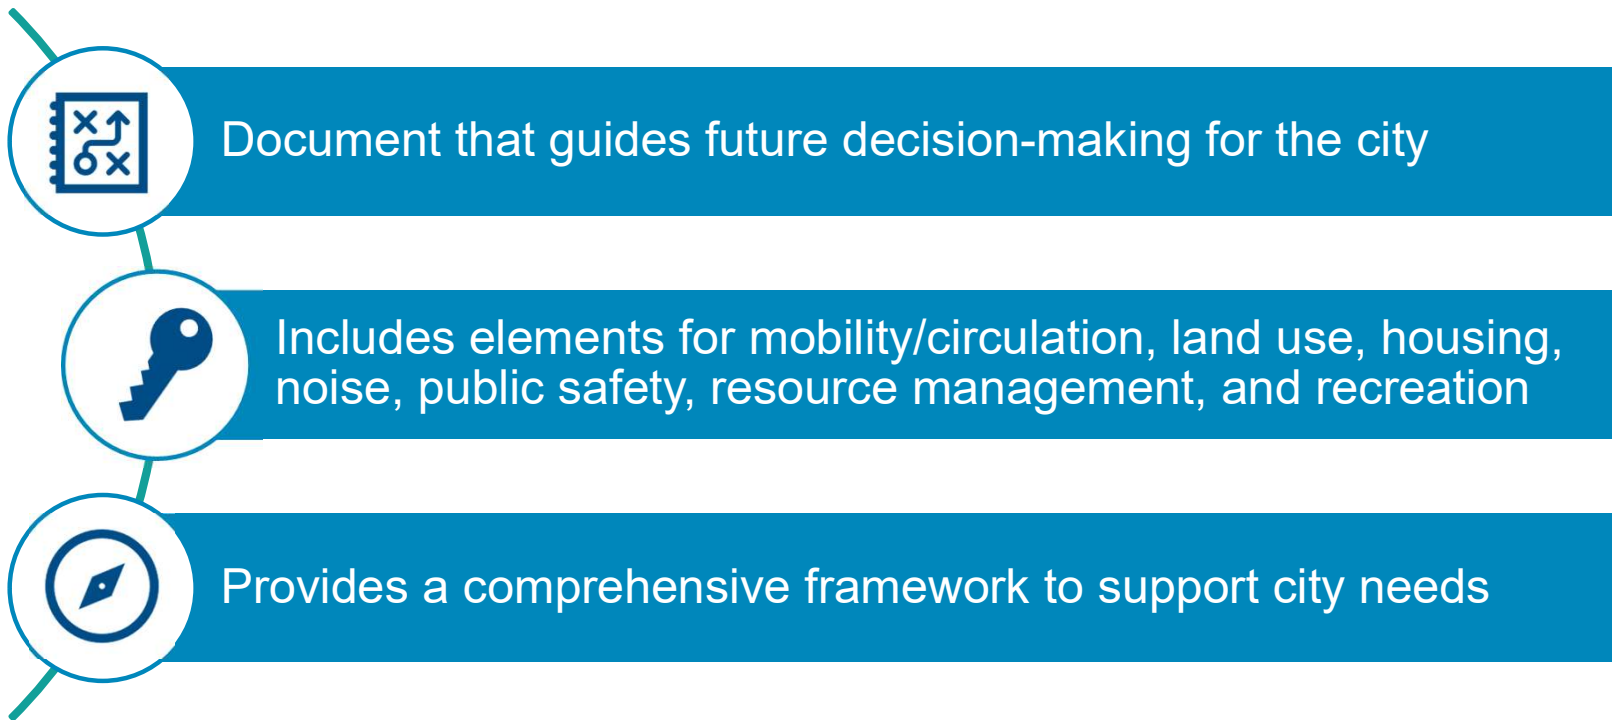 Document that guides future decision-making for the city
Includes elements for mobility/circulation, land use, housing,
noise, public safety, resource management, and recreation
Provides a comprehensive framework to support city needs